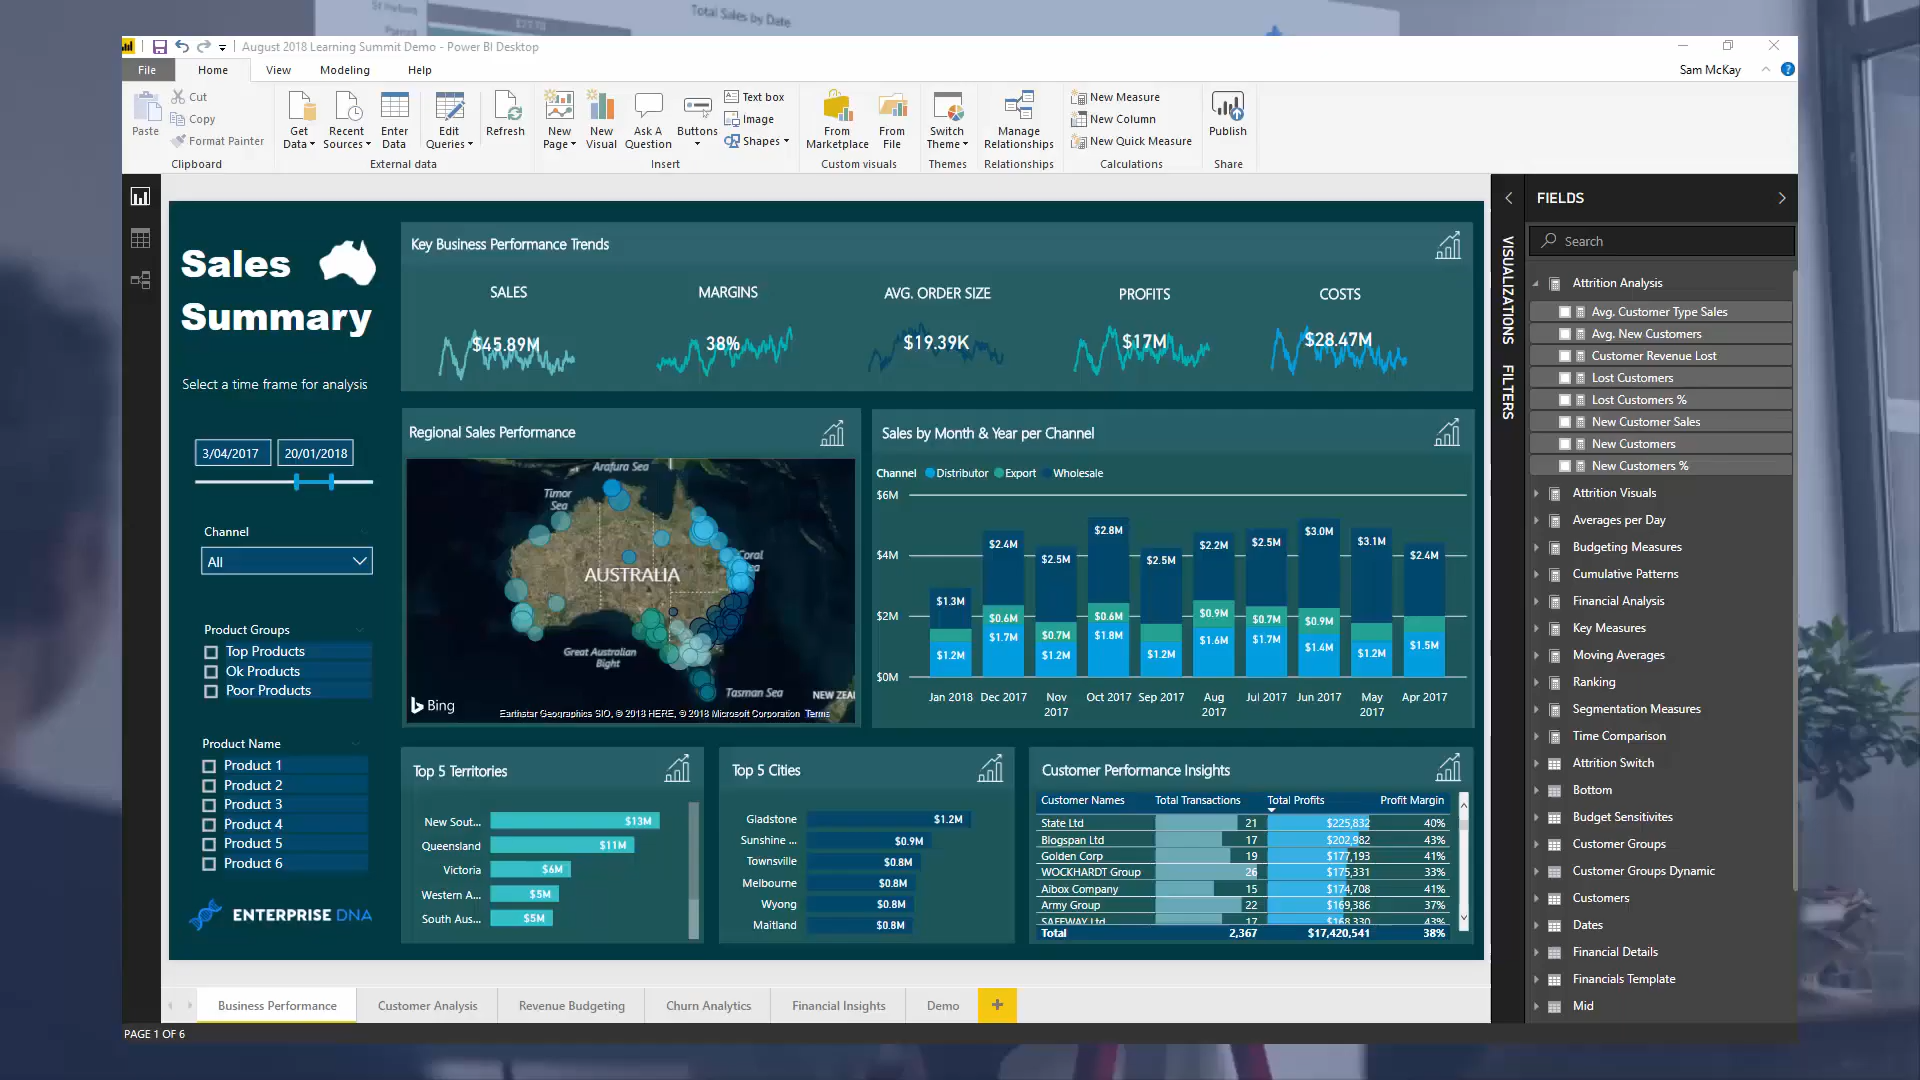 Total Sales by Date
August 2018 Learning Summit Demo - Power BI Desktop
File
Home
View
Modeling
Help
Sam McKay
Paste
Cut
Copy
Format Painter
Clipboard
Get Data
Recent Sources
Enter Data
Edit Queries
Refresh
External data
New Page
New Visual
Ask A Question
Buttons
Text box
Image
Shapes
Insert
From Marketplace
From File
Custom visuals
Switch Theme
Themes
Manage Relationships
Relationships
New Measure
New Column
New Quick Measure
Calculations
Publish
Share
Sales
Summary
Select a time frame for analysis
3/04/2017
20/01/2018
Channel
All
Product Groups
Top Products
Ok Products
Poor Products
Product Name
Product 1
Product 2
Product 3
Product 4
Product 5
Product 6
ENTERPRISE DNA
Key Business Performance Trends
SALES
MARGINS
AVG. ORDER SIZE
PROFITS
COSTS
$45.89M
38%
$19.39K
$17M
$28.47M
Regional Sales Performance
Arafura Sea
Timor
Sea
Coral
AUSTRALIA
Great Australian
Bight
Tasman Sea
NEW ZEA
Bing
Earthstar Geographics SIO, © 2018 HERE, © 2018 Microsoft Corporation Terms
Sales by Month & Year per Channel
Channel Distributor Export Wholesale
$6M
$4M
$2M
$0M
$1.3M
$2.4M
$2.5M
$2.8M
$2.5M
$2.2M
$2.5M
$3.0M
$3.1M
$2.4M
$0.6M
$0.7M
$0.6M
$0.9M
$0.7M
$0.9M
$1.2M
$1.7M
$1.2M
$1.8M
$1.2M
$1.6M
$1.7M
$1.4M
$1.2M
$1.5M
Jan 2018
Dec 2017
Nov 2017
Oct 2017
Sep 2017
Aug 2017
Jul 2017
Jun 2017
May 2017
Apr 2017
Top 5 Territories
New Sout... $13M
Queensland $11M
Victoria $6M
Western A... $5M
South Aus... $5M
Top 5 Cities
Gladstone $1.2M
Sunshine ... $0.9M
Townsville $0.8M
Melbourne $0.8M
Wyong $0.8M
Maitland $0.8M
Customer Performance Insights
Customer Names Total Transactions Total Profits Profit Margin
State Ltd 21 $225,832 40%
Blogspan Ltd 17 $202,982 43%
Golden Corp 19 $177,193 41%
WOCKHARDT Group 26 $175,331 33%
Aibox Company 15 $174,708 41%
Army Group 22 $169,386 37%
SAFEWAY Ltd 17 $168,330 43%
Total 2,367 $17,420,541 38%
VISUALIZATIONS
FILTERS
FIELDS
Search
Attrition Analysis
Avg. Customer Type Sales
Avg. New Customers
Customer Revenue Lost
Lost Customers
Lost Customers %
New Customer Sales
New Customers
New Customers %
Attrition Visuals
Averages per Day
Budgeting Measures
Cumulative Patterns
Financial Analysis
Key Measures
Moving Averages
Ranking
Segmentation Measures
Time Comparison
Attrition Switch
Bottom
Budget Sensitivites
Customer Groups
Customer Groups Dynamic
Customers
Dates
Financial Details
Financials Template
Mid
Business Performance
Customer Analysis
Revenue Budgeting
Churn Analytics
Financial Insights
Demo
PAGE 1 OF 6